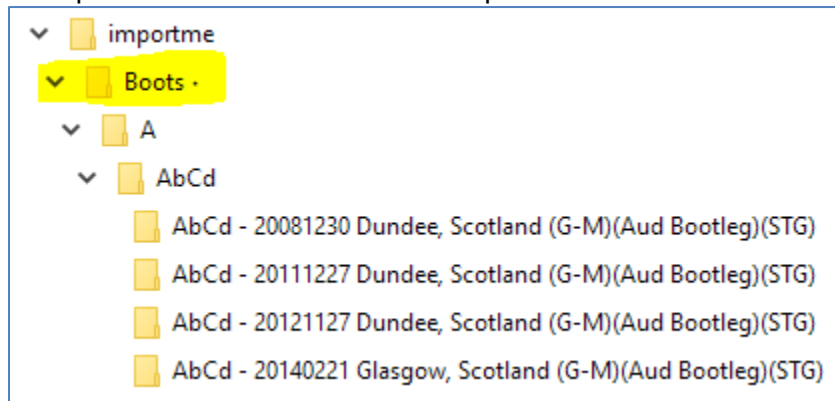 importme
Boots ·
A
AbCd
AbCd - 20081230 Dundee, Scotland (G-M)(Aud Bootleg)(STG)
AbCd - 20111227 Dundee, Scotland (G-M)(Aud Bootleg)(STG)
AbCd - 20121127 Dundee, Scotland (G-M)(Aud Bootleg)(STG)
AbCd - 20140221 Glasgow, Scotland (G-M)(Aud Bootleg)(STG)